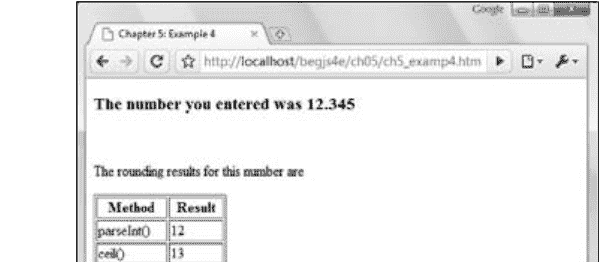 Google
Chapter 5: Example 4
http://localhost/begjs4e/ch05/ch5_examp4.htm
The number you entered was 12.345
The rounding results for this number are
Method Result
parseInt() 12
ceil() 13